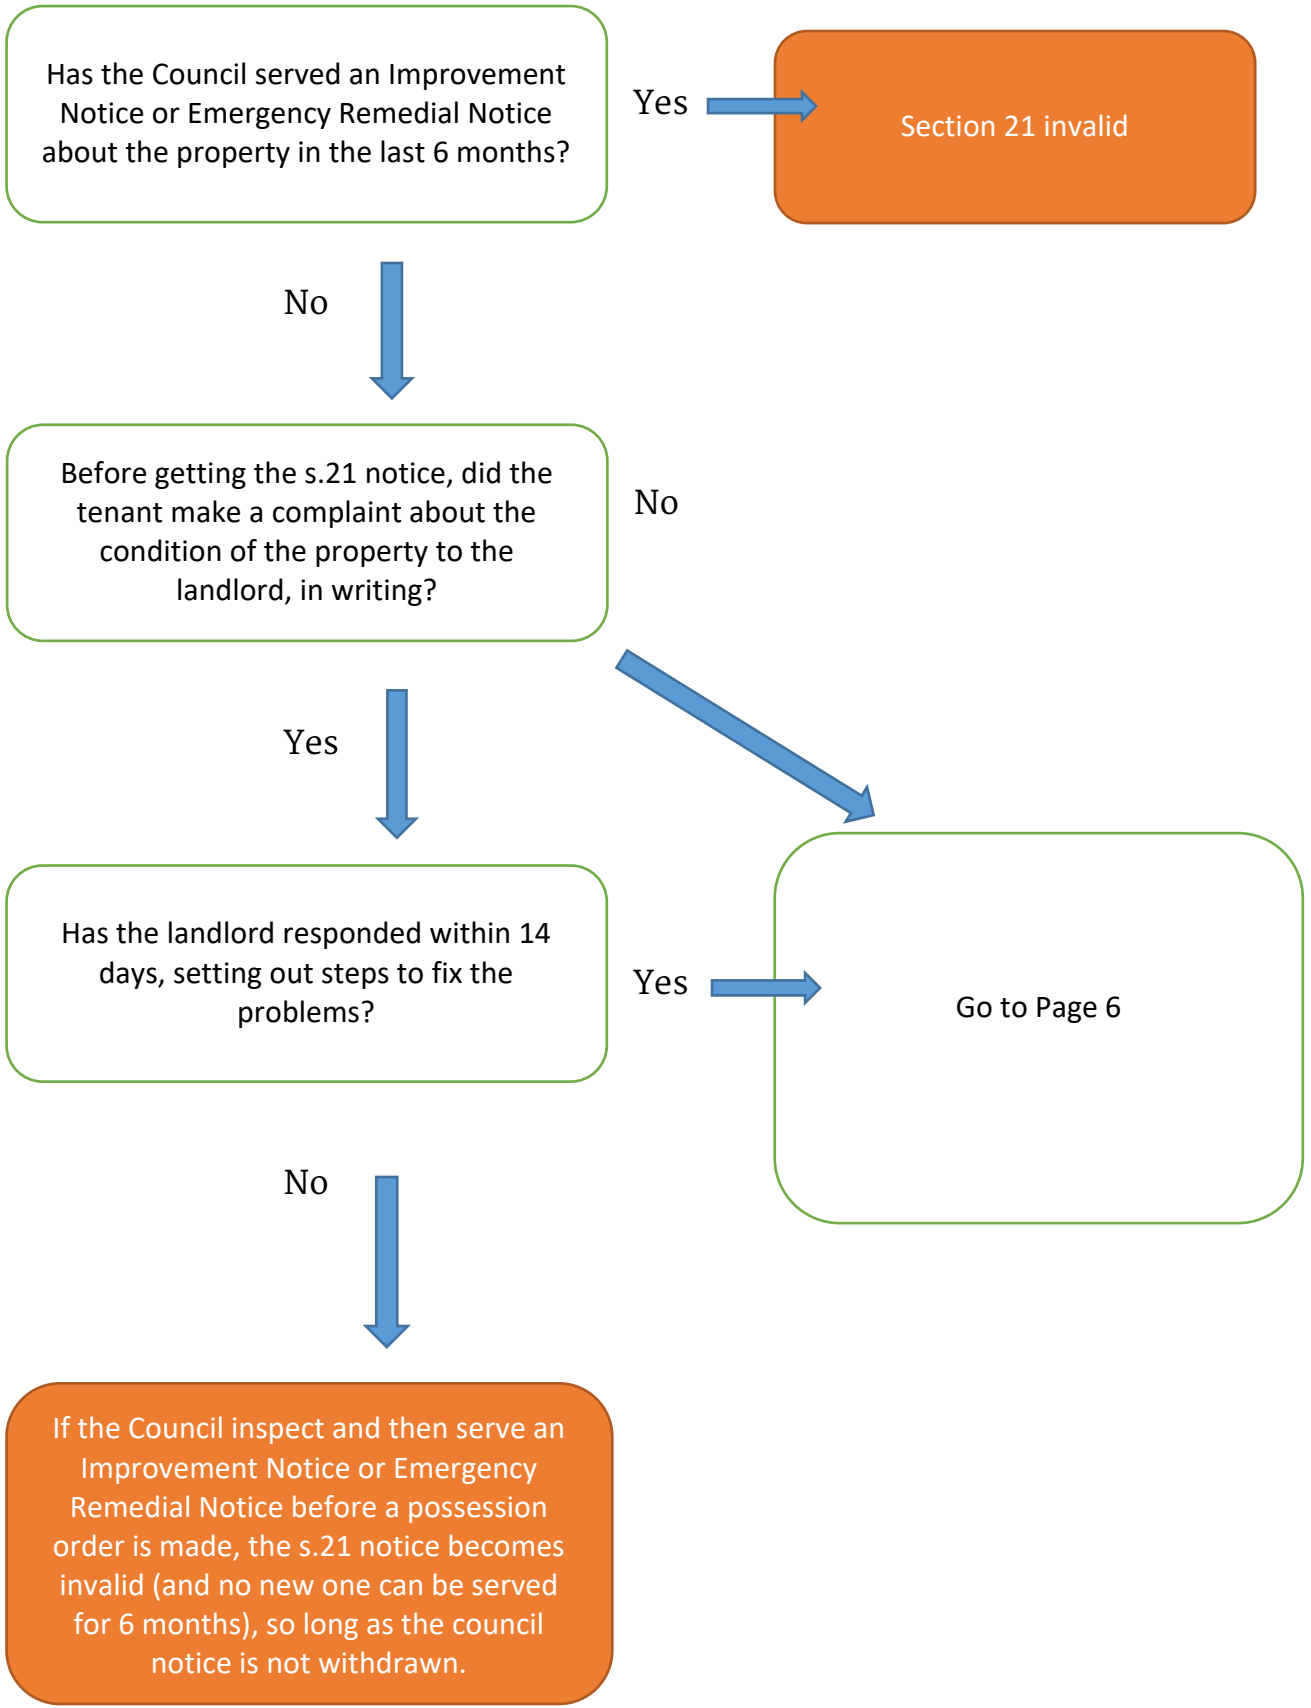 Has the Council served an Improvement
Notice or Emergency Remedial Notice
about the property in the last 6 months?
Yes
Section 21 invalid
No
Before getting the s.21 notice, did the
tenant make a complaint about the
condition of the property to the
landlord, in writing?
No
Yes
Has the landlord responded within 14
days, setting out steps to fix the
problems?
Yes
Go to Page 6
No
If the Council inspect and then serve an
Improvement Notice or Emergency
Remedial Notice before a possession
order is made, the s.21 notice becomes
invalid (and no new one can be served
for 6 months), so long as the council
notice is not withdrawn.